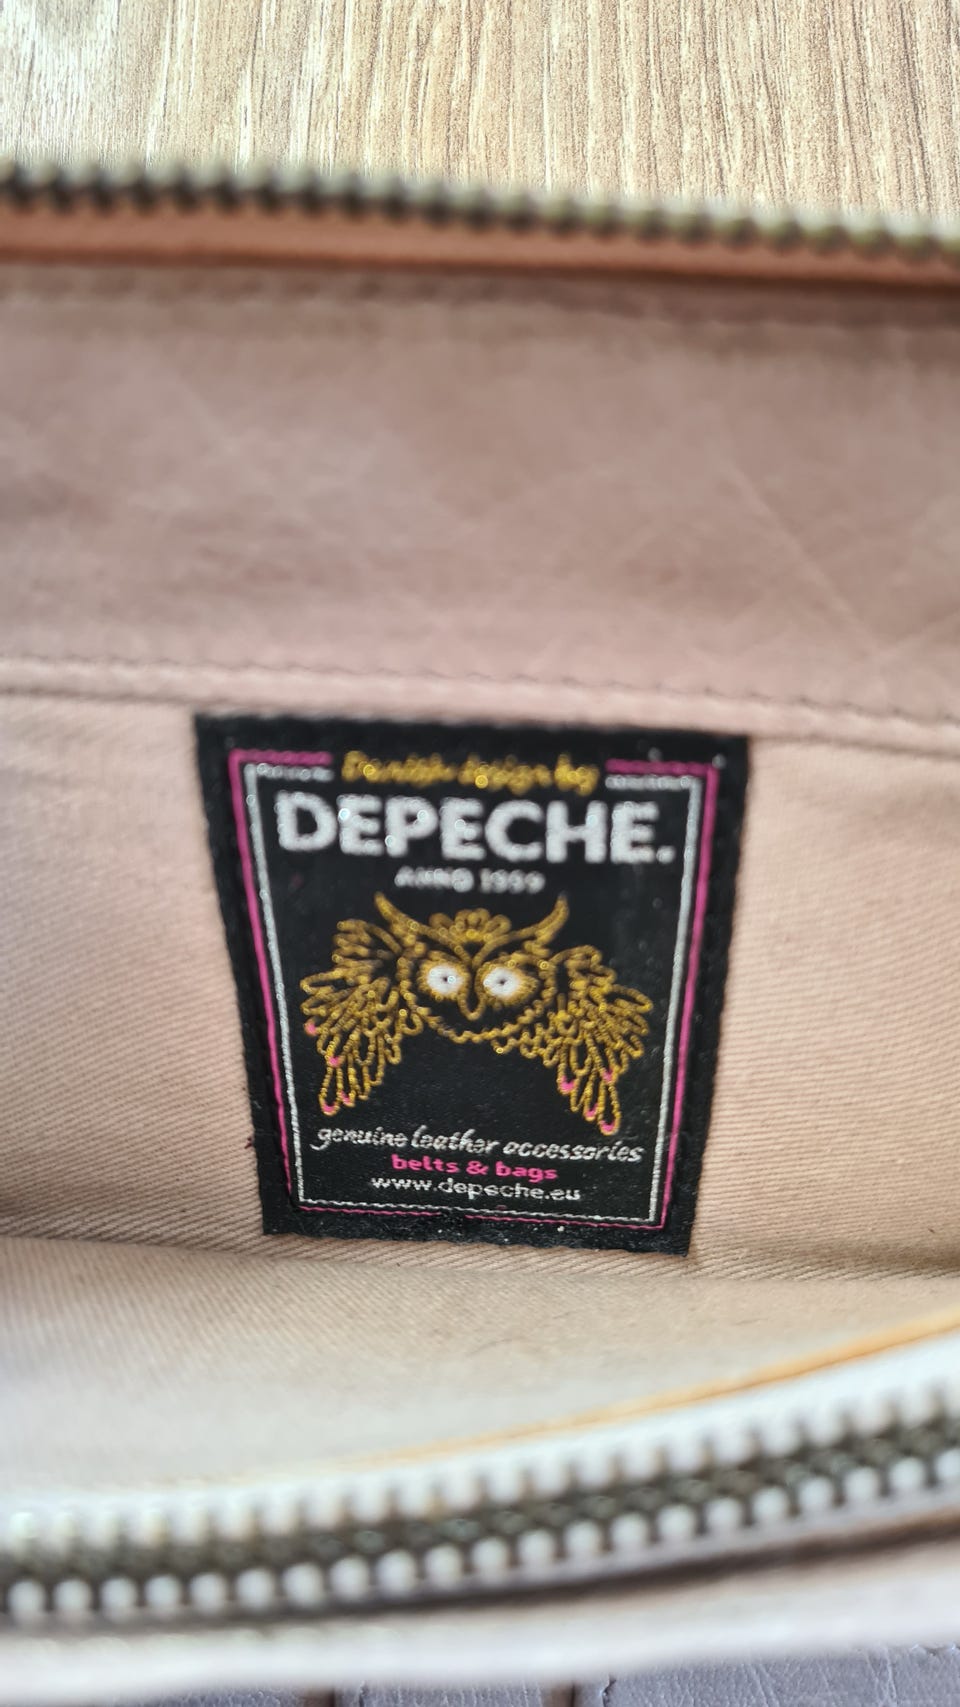 Danish design by
DEPECHE.
ANNO 1999
genuine leather accessories
belts & bags
www.depeche.eu